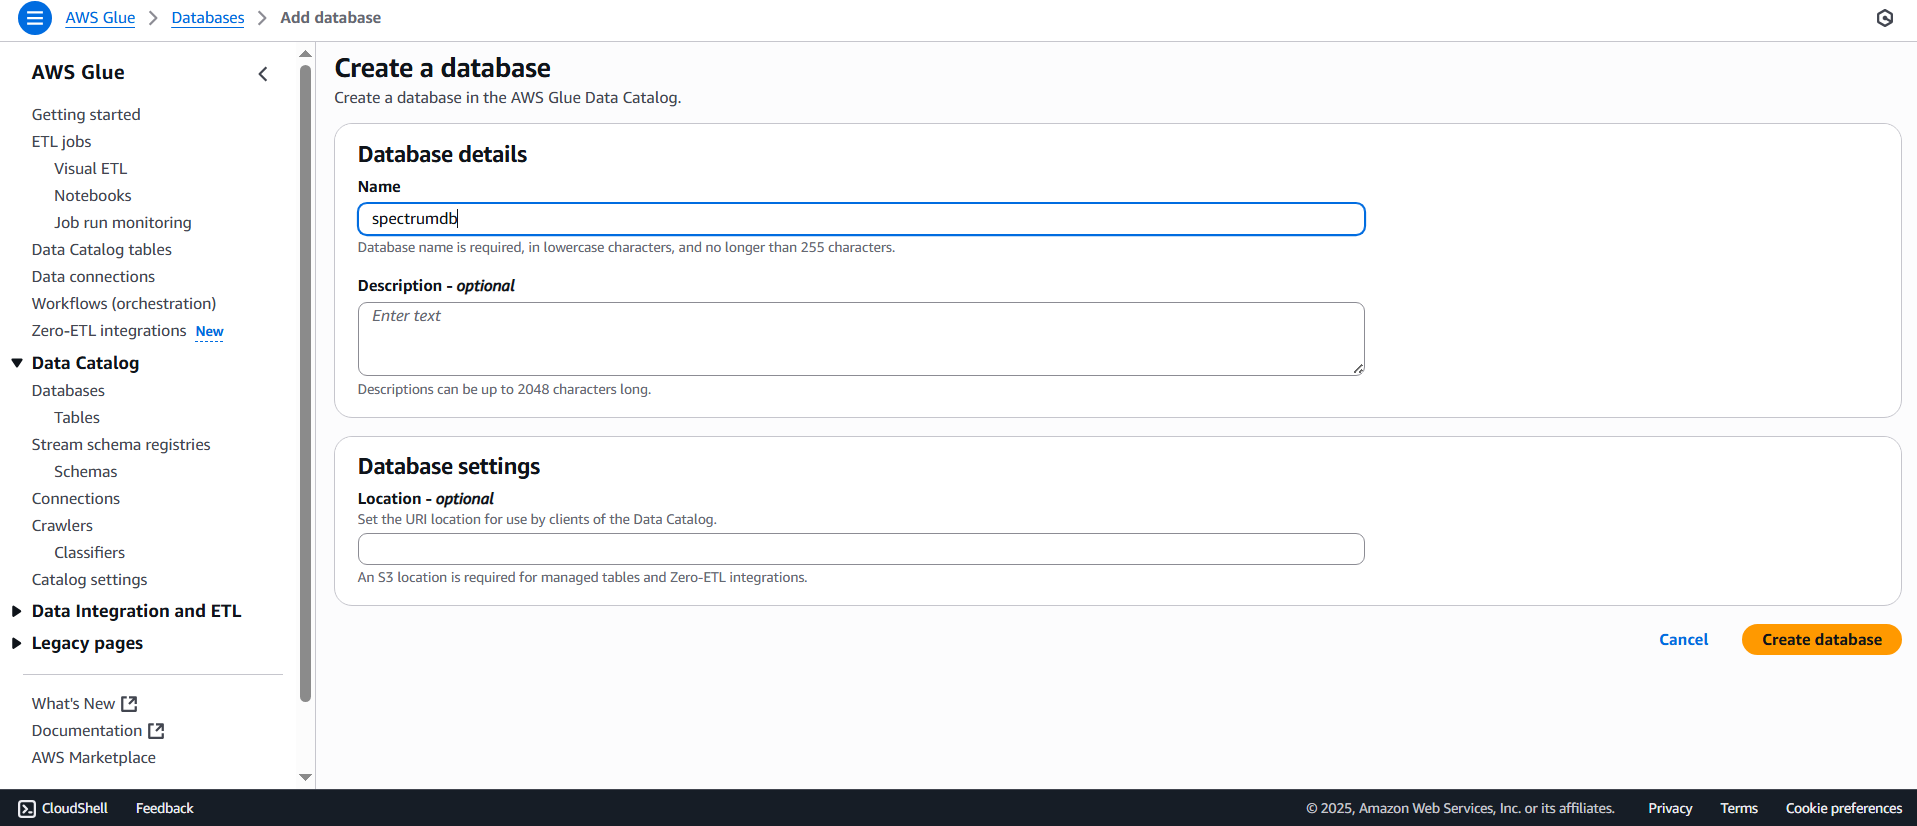 AWS Glue > Databases > Add database
AWS Glue
Getting started
ETL jobs
Visual ETL
Notebooks
Job run monitoring
Data Catalog tables
Data connections
Workflows (orchestration)
Zero-ETL integrations New
Data Catalog
Databases
Tables
Stream schema registries
Schemas
Connections
Crawlers
Classifiers
Catalog settings
Data Integration and ETL
Legacy pages
What's New
Documentation
AWS Marketplace
Create a database
Create a database in the AWS Glue Data Catalog.
Database details
Name
spectrumdb
Database name is required, in lowercase characters, and no longer than 255 characters.
Description - optional
Enter text
Descriptions can be up to 2048 characters long.
Database settings
Location - optional
Set the URI location for use by clients of the Data Catalog.
An S3 location is required for managed tables and Zero-ETL integrations.
Cancel Create database
CloudShell Feedback © 2025, Amazon Web Services, Inc. or its affiliates. Privacy Terms Cookie preferences